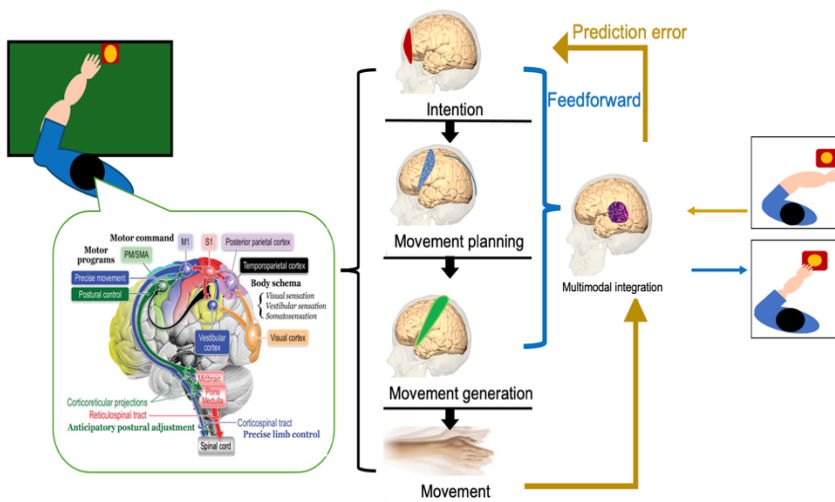 Prediction error
Feedforward
Intention
Movement planning
Multimodal integration
Movement generation
Movement
Motor command
M1
S1
Posterior parietal cortex
Motor
programs
PM/SMA
Temporoparietal cortex
Precise movement
Body schema
Postural control
Visual sensation
Vestibular sensation
Somatosensation
Vestibular
cortex
Visual cortex
Midbrain
Pons
Medulla
Corticoreticular projections
Reticulospinal tract
Corticospinal tract
Anticipatory postural adjustment
Precise limb control
Spinal cord